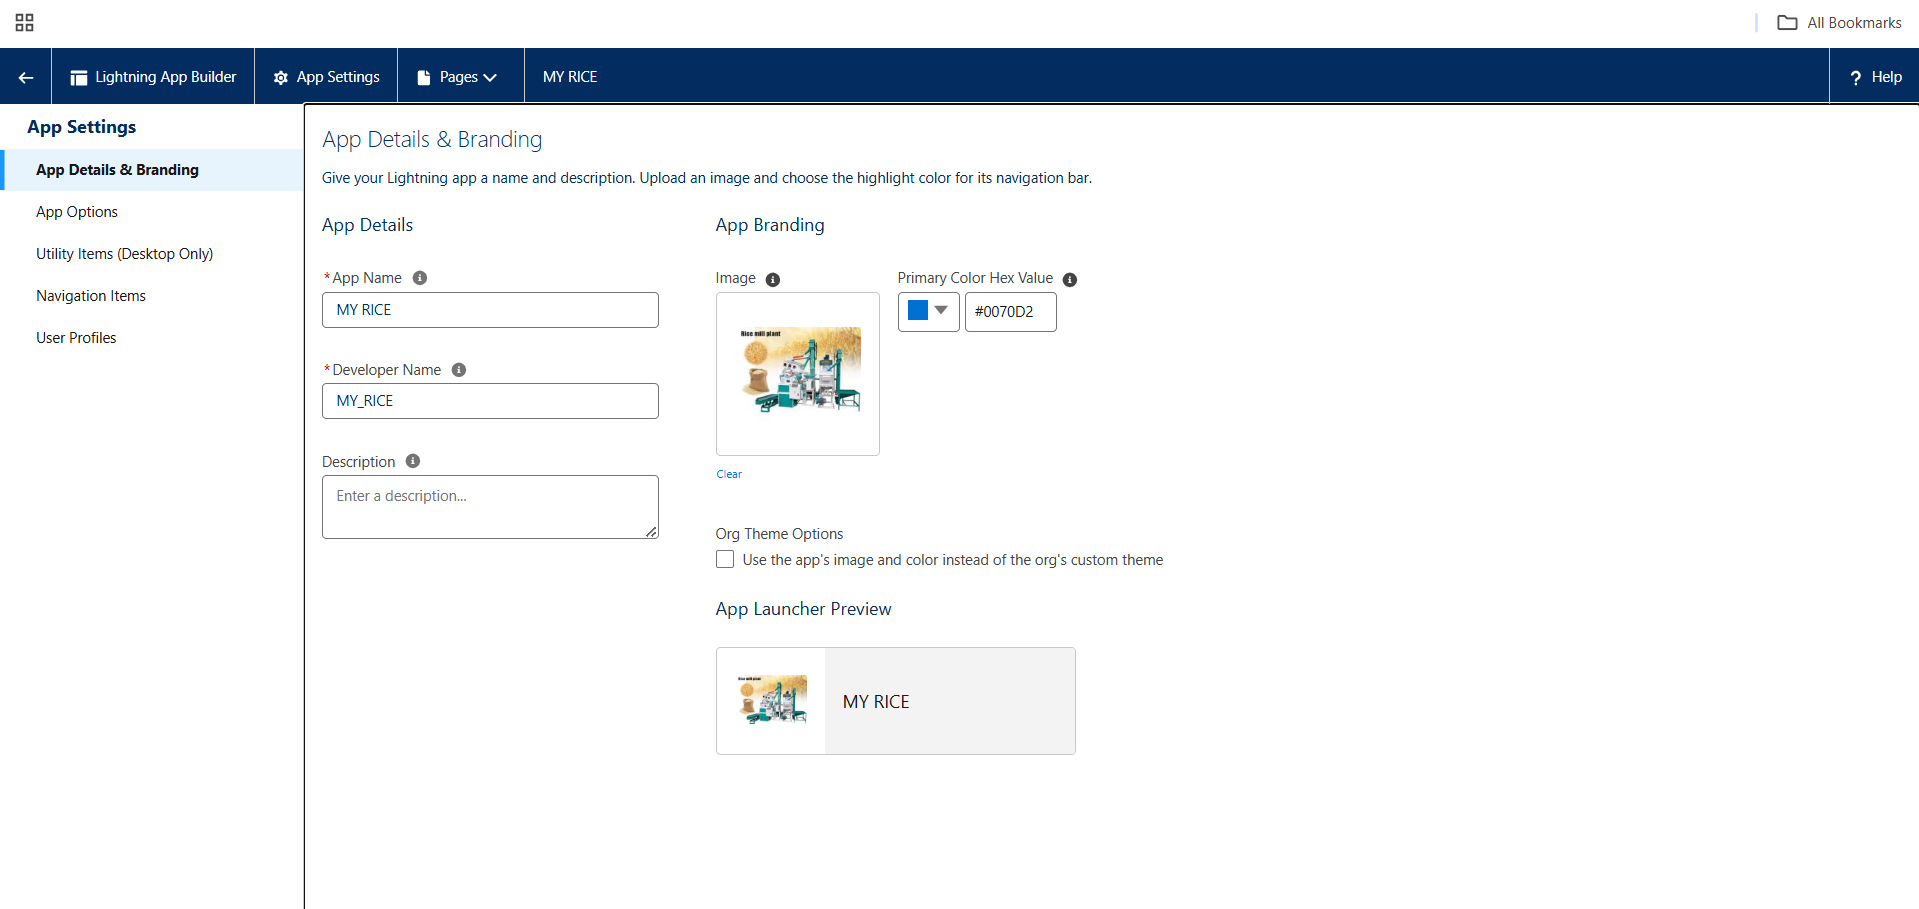 All Bookmarks
Lightning App Builder
App Settings
Pages
MY RICE
? Help
App Settings
App Details & Branding
App Options
Utility Items (Desktop Only)
Navigation Items
User Profiles
App Details & Branding
Give your Lightning app a name and description. Upload an image and choose the highlight color for its navigation bar.
App Details
*App Name
MY RICE
*Developer Name
MY_RICE
Description
Enter a description...
App Branding
Image
Rice mill plant
Clear
Primary Color Hex Value
#0070D2
Org Theme Options
Use the app's image and color instead of the org's custom theme
App Launcher Preview
Rice mill plant
MY RICE